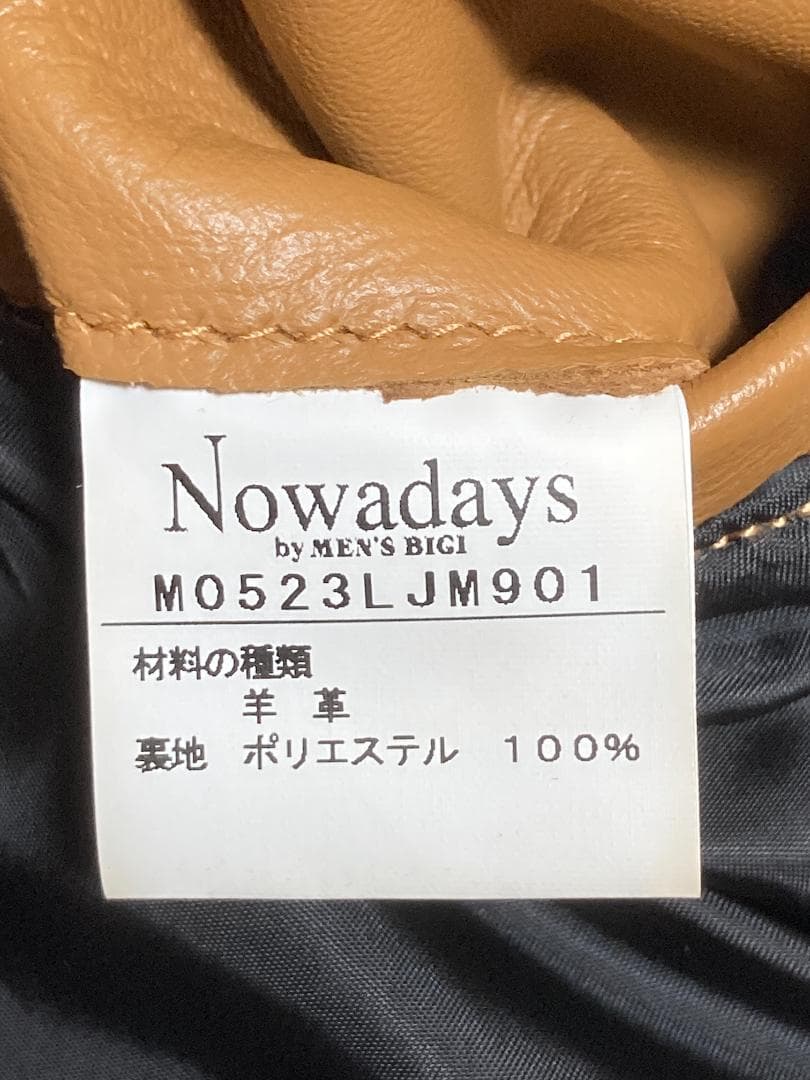 Nowadays
by MEN'S BIGI
M0523LJM901
材料の種類
羊 革
裏地 ポリエステル 100%